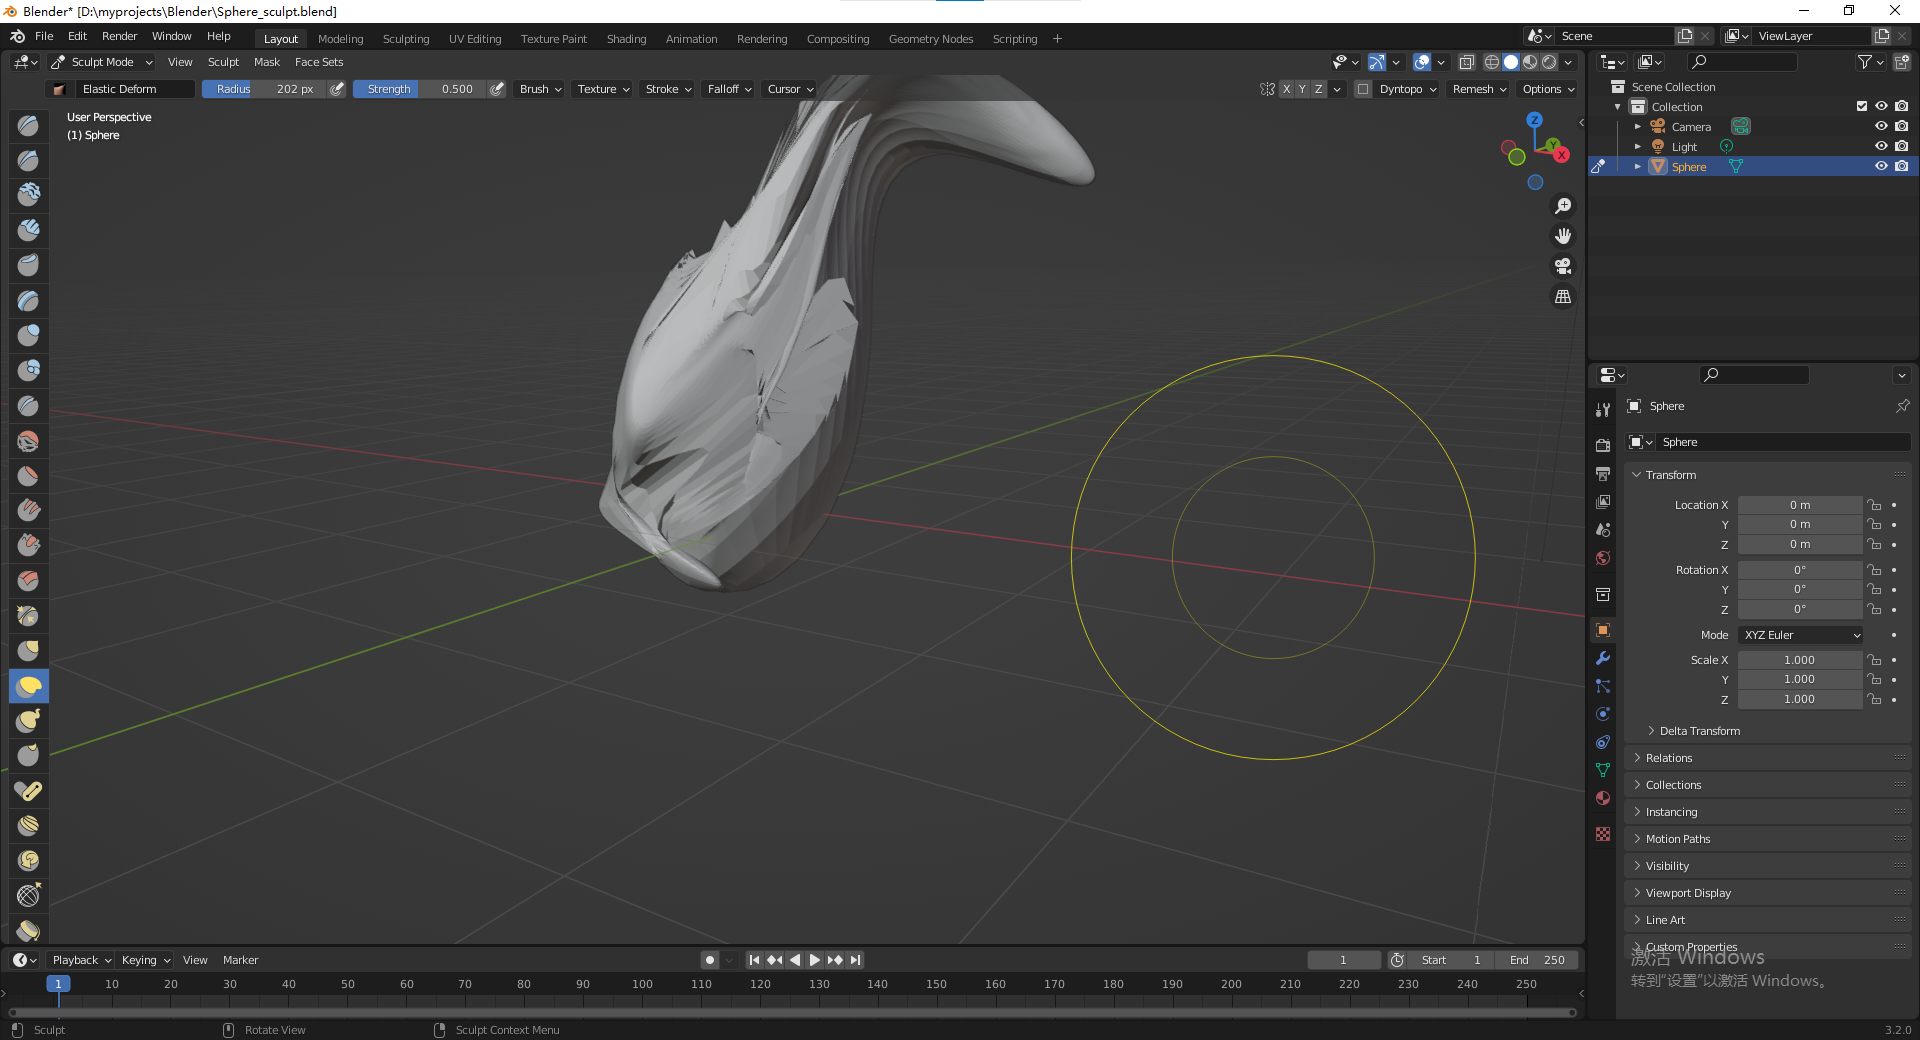 Blender* [D:\myprojects\Blender\Sphere_sculpt.blend]
File Edit Render Window Help Layout Modeling Sculpting UV Editing Texture Paint Shading Animation Rendering Compositing Geometry Nodes Scripting + Scene ViewLayer
Sculpt Mode View Sculpt Mask Face Sets
Elastic Deform Radius 202 px Strength 0.500 Brush Texture Stroke Falloff Cursor X Y Z Dyntopo Remesh Options
User Perspective
(1) Sphere
Z
Y
X
Scene Collection
Collection
Camera
Light
Sphere
Sphere
Sphere
Transform
Location X 0 m
Y 0 m
Z 0 m
Rotation X 0°
Y 0°
Z 0°
Mode XYZ Euler
Scale X 1.000
Y 1.000
Z 1.000
Delta Transform
Relations
Collections
Instancing
Motion Paths
Visibility
Viewport Display
Line Art
Custom Properties
激活 Windows
转到“设置”以激活 Windows。
Playback Keying View Marker 1 Start 1 End 250
1 10 20 30 40 50 60 70 80 90 100 110 120 130 140 150 160 170 180 190 200 210 220 230 240 250
Sculpt Rotate View Sculpt Context Menu 3.2.0